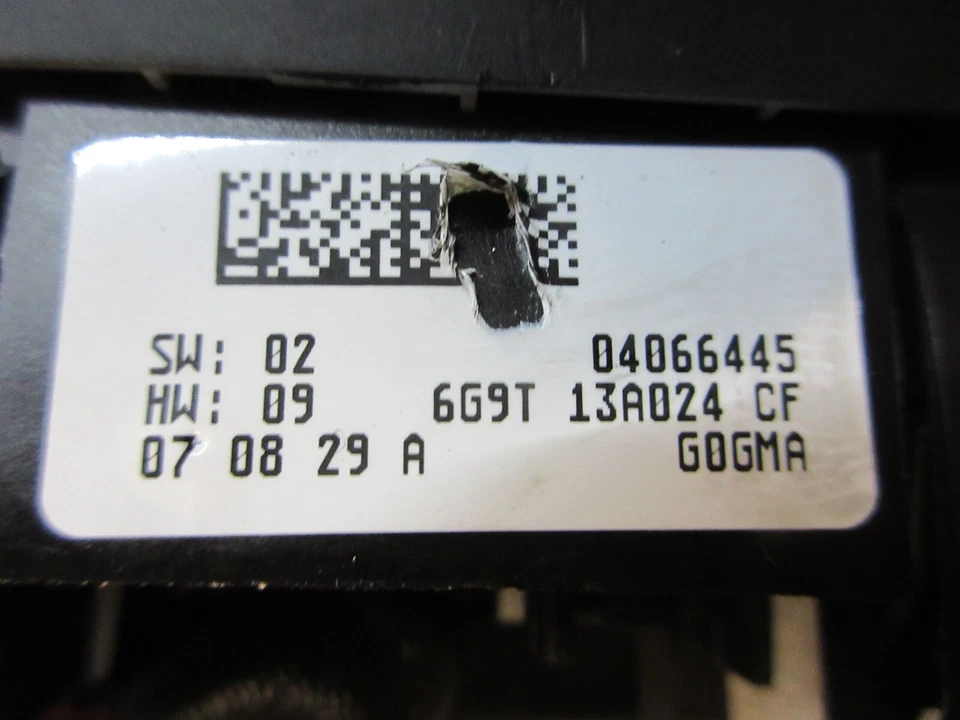 SW: 02 04066445
HW: 09 6G9T 13A024 CF
07 08 29 A G0GMA